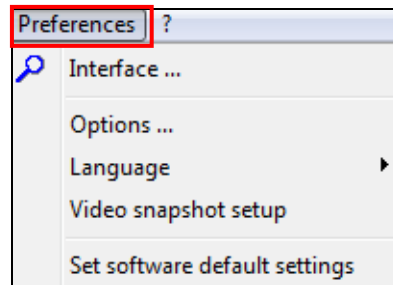 Preferences ?
Interface ...
Options ...
Language
Video snapshot setup
Set software default settings